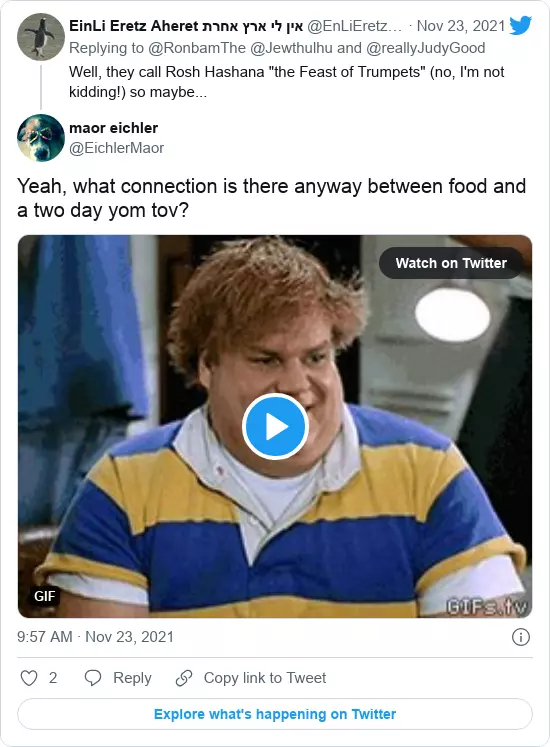 EinLi Eretz Aheret אין לי ארץ אחרת @EnLiEretz... · Nov 23, 2021
Replying to @RonbamThe @Jewthulhu and @reallyJudyGood
Well, they call Rosh Hashana "the Feast of Trumpets" (no, I'm not
kidding!) so maybe...
maor eichler
@EichlerMaor
Yeah, what connection is there anyway between food and
a two day yom tov?
Watch on Twitter
GIF
GIFs.tv
9:57 AM · Nov 23, 2021
2 Reply Copy link to Tweet
Explore what's happening on Twitter